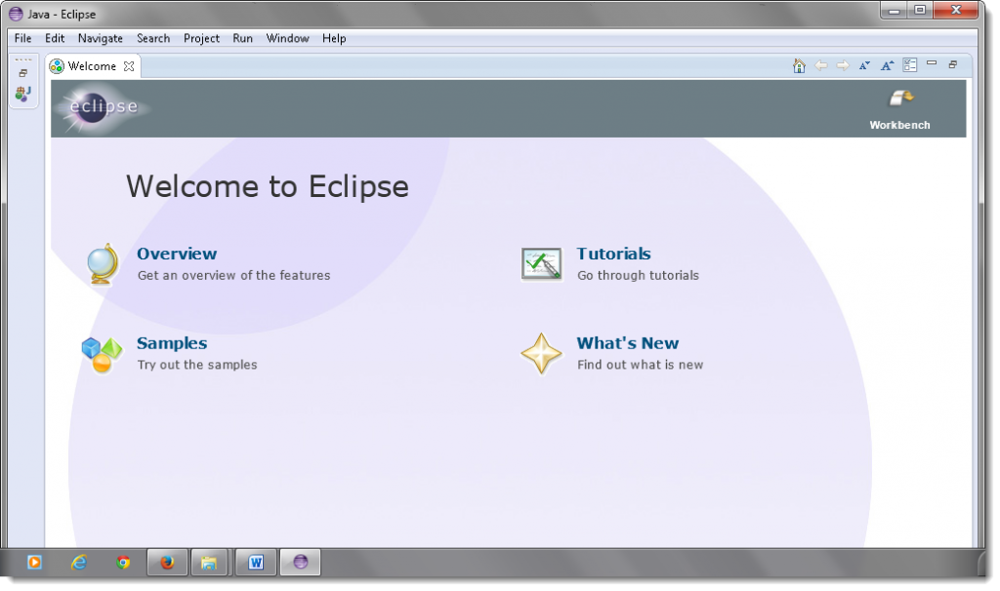 Java - Eclipse
File Edit Navigate Search Project Run Window Help
Welcome
eclipse
Workbench
Welcome to Eclipse
Overview
Get an overview of the features
Tutorials
Go through tutorials
Samples
Try out the samples
What's New
Find out what is new